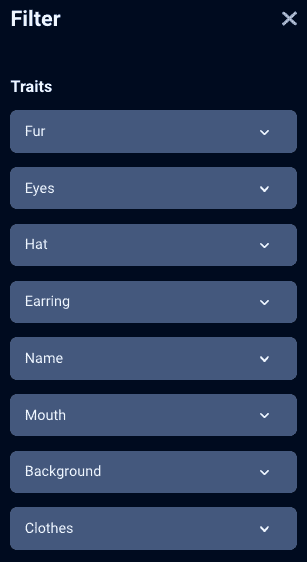 Filter
Traits
Fur
Eyes
Hat
Earring
Name
Mouth
Background
Clothes